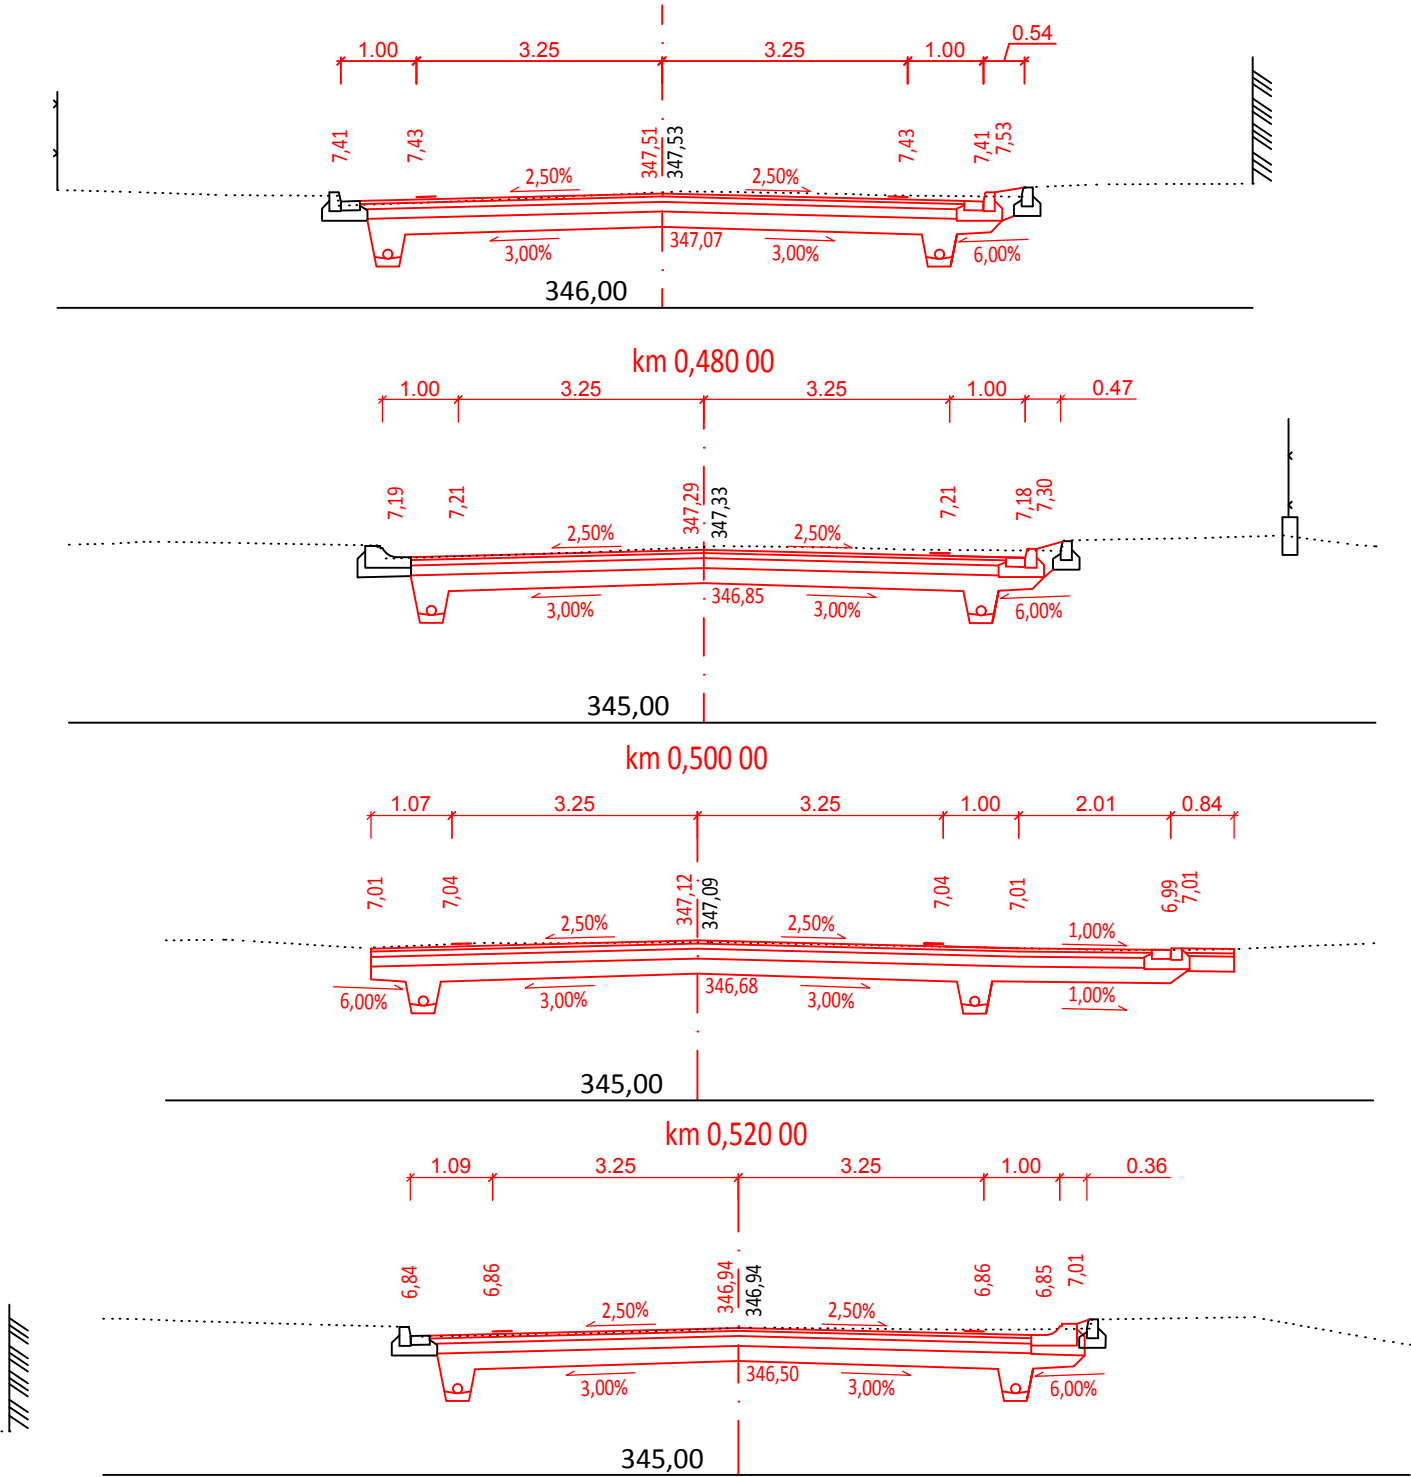 0.54
1.00 3.25 3.25 1.00
7,41 7,43 347,51 347,53 7,43 7,41 7,53
2,50% 2,50%
3,00% 347,07 3,00% 6,00%
346,00
km 0,480 00
1.00 3.25 3.25 1.00 0.47
7,19 7,21 347,29 347,33 7,21 7,18 7,30
2,50% 2,50%
3,00% 346,85 3,00% 6,00%
345,00
km 0,500 00
1.07 3.25 3.25 1.00 2.01 0.84
7,01 7,04 347,12 347,09 7,04 7,01 6,99 7,01
2,50% 2,50% 1,00%
6,00% 3,00% 346,68 3,00% 1,00%
345,00
km 0,520 00
1.09 3.25 3.25 1.00 0.36
6,84 6,86 346,94 346,94 6,86 6,85 7,01
2,50% 2,50%
3,00% 346,50 3,00% 6,00%
345,00